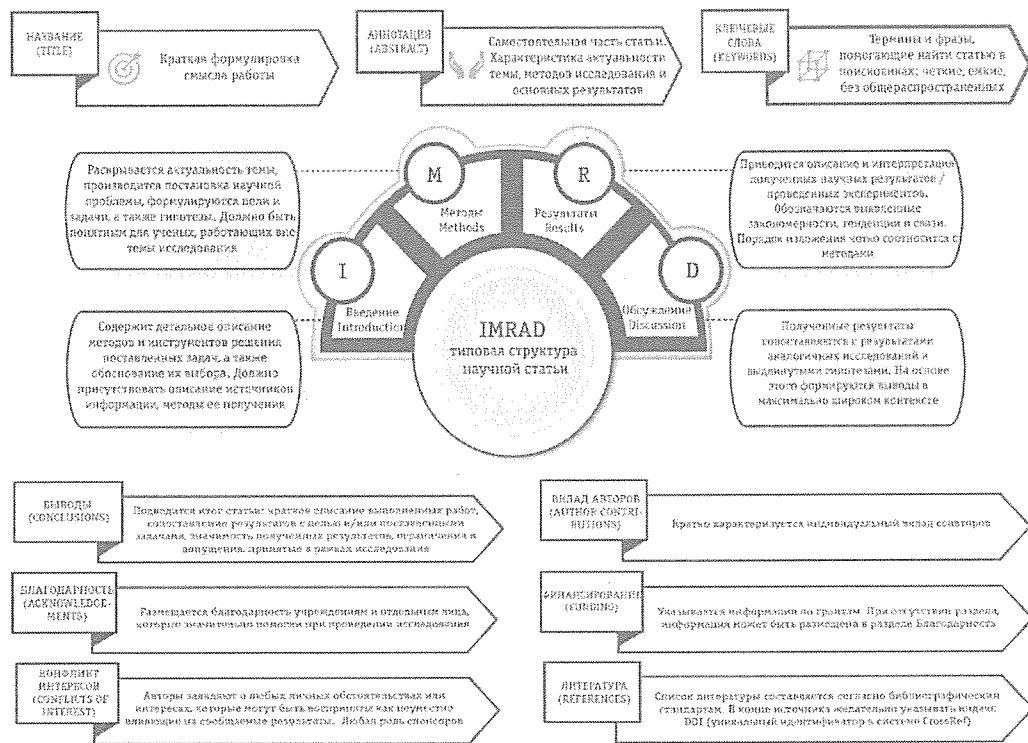 НАЗВАНИЕ
(TITLE)
Краткая формулировка
смысла работы
АННОТАЦИЯ
(ABSTRACT)
Самостоятельная часть статьи.
Характеристика актуальности
темы, методов исследования и
основных результатов
КЛЮЧЕВЫЕ
СЛОВА
(KEYWORDS)
Термины и фразы,
помогающие найти статью в
поисковиках: четкие, емкие,
без общераспространенных
Раскрывается актуальность темы,
производится постановка научной
проблемы, формулируются цели и
задачи, а также гипотезы. Должно быть
понятным для ученых, работающих вне
темы исследования
M
Методы
Methods
R
Результаты
Results
Приводится описание и интерпретация
полученных научных результатов /
проведенных экспериментов.
Обозначаются выявленные
закономерности, тенденции и связи.
Порядок изложения четко соотносится с
методами
I
Введение
Introduction
D
Обсуждение
Discussion
IMRAD
типовая структура
научной статьи
Содержит детальное описание
методов и инструментов решения
поставленных задач, а также
обоснование их выбора. Должно
присутствовать описание источников
информации, методы ее получения
Полученные результаты
сопоставляются с результатами
аналогичных исследований и
выдвинутыми гипотезами. На основе
этого формируются выводы в
максимально широком контексте
ВЫВОДЫ
(CONCLUSIONS)
Подводится итог статьи: краткое описание выполненных работ,
сопоставление результатов с целью и/или поставленными
задачами, значимость полученных результатов, ограничения и
допущения, принятые в рамках исследования
ВКЛАД АВТОРОВ
(AUTHOR CONTRI-
BUTIONS)
Кратко характеризуется индивидуальный вклад соавторов
БЛАГОДАРНОСТЬ
(ACKNOWLEDGE-
MENTS)
Размещается благодарность учреждениям и отдельным лица,
которые значительно помогли при проведении исследования
ФИНАНСИРОВАНИЕ
(FUNDING)
Указывается информация по грантам. При отсутствии раздела,
информация может быть размещена в разделе Благодарность
КОНФЛИКТ
ИНТЕРЕСОВ
(CONFLICTS OF
INTEREST)
Авторы заявляют о любых личных обстоятельствах или
интересах, которые могут быть восприняты как неуместно
влияющие на сообщаемые результаты. Любая роль спонсоров
ЛИТЕРАТУРА
(REFERENCES)
Список литературы составляется согласно библиографическим
стандартам. В конце источника желательно указывать индекс
DOI (уникальный идентификатор в системе CrossRef)